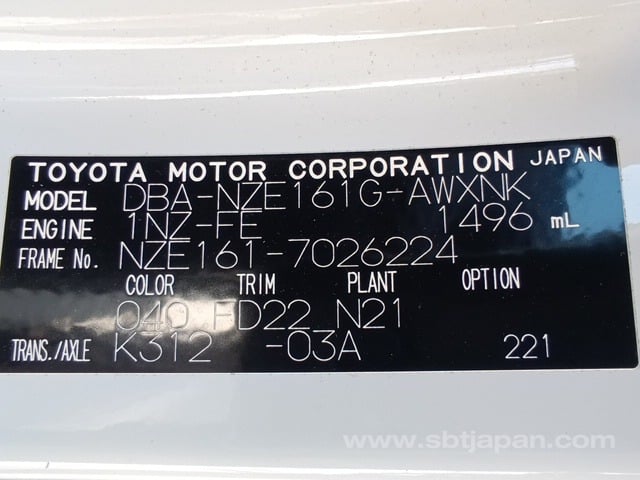 TOYOTA MOTOR CORPORATION JAPAN
MODEL DBA-NZE161G-AWXNK
ENGINE 1NZ-FE 1496 mL
FRAME No. NZE161-7026224
COLOR TRIM PLANT OPTION
040 FD22 N21
TRANS./AXLE K312 -03A 221
www.sbtjapan.com